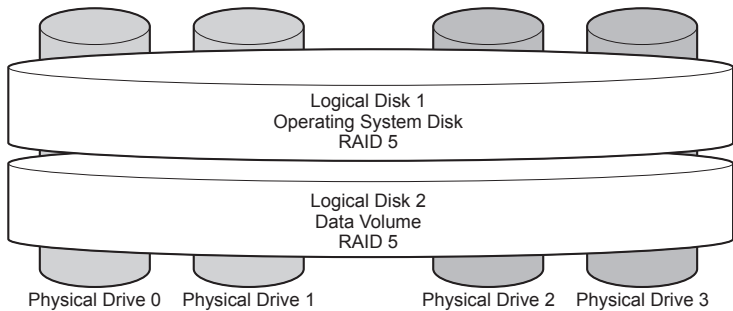 Logical Disk 1
Operating System Disk
RAID 5
Logical Disk 2
Data Volume
RAID 5
Physical Drive 0 Physical Drive 1 Physical Drive 2 Physical Drive 3